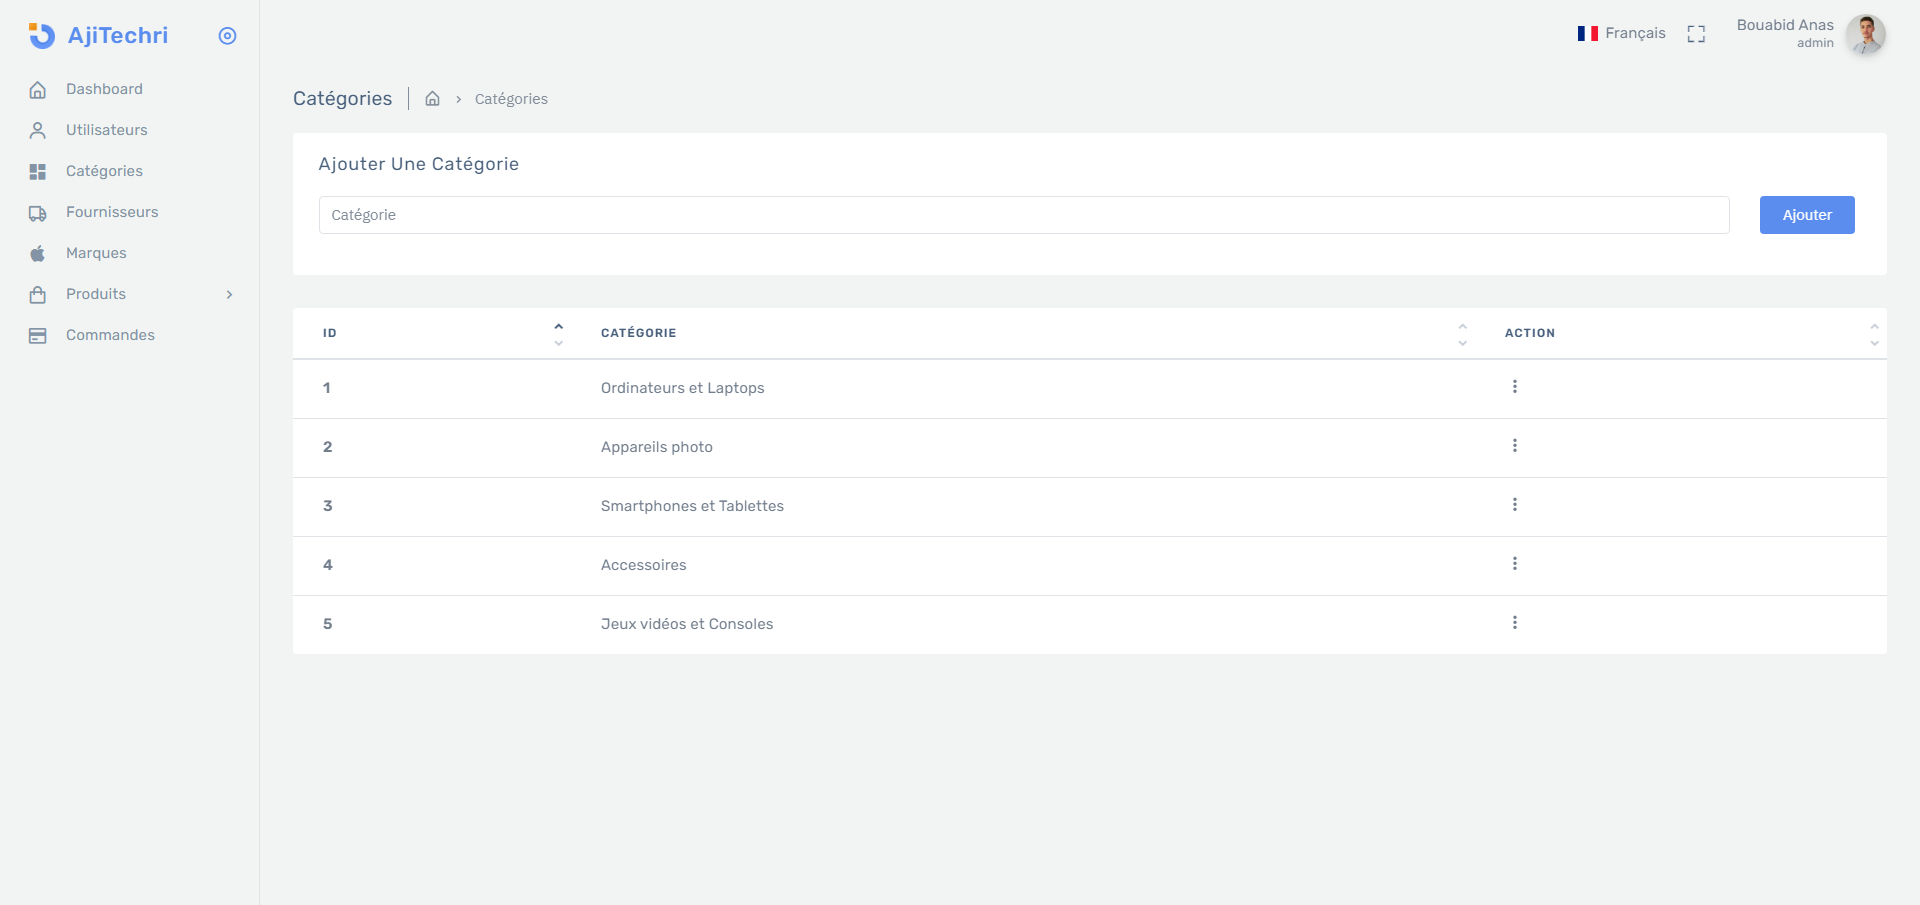 AjiTechri
Dashboard
Utilisateurs
Catégories
Fournisseurs
Marques
Produits
Commandes
Français
Bouabid Anas
admin
Catégories
Catégories
Ajouter Une Catégorie
Catégorie
Ajouter
ID CATÉGORIE ACTION
1 Ordinateurs et Laptops
2 Appareils photo
3 Smartphones et Tablettes
4 Accessoires
5 Jeux vidéos et Consoles